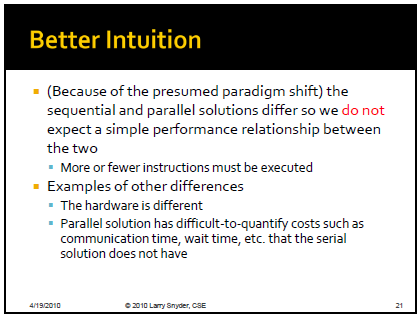 Better Intuition
(Because of the presumed paradigm shift) the
sequential and parallel solutions differ so we do not
expect a simple performance relationship between
the two
More or fewer instructions must be executed
Examples of other differences
The hardware is different
Parallel solution has difficult-to-quantify costs such as
communication time, wait time, etc. that the serial
solution does not have
4/19/2010 © 2010 Larry Snyder, CSE 21